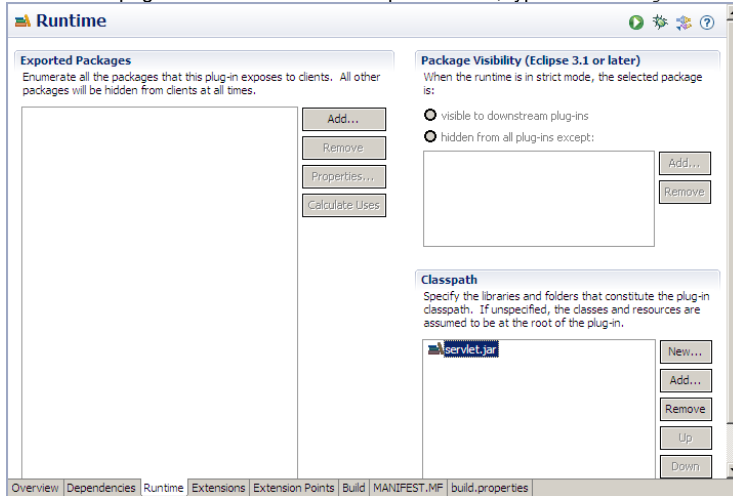 Runtime
Exported Packages
Enumerate all the packages that this plug-in exposes to clients. All other
packages will be hidden from clients at all times.
Add...
Remove
Properties...
Calculate Uses
Package Visibility (Eclipse 3.1 or later)
When the runtime is in strict mode, the selected package
is:
visible to downstream plug-ins
hidden from all plug-ins except:
Add...
Remove
Classpath
Specify the libraries and folders that constitute the plug-in
classpath. If unspecified, the classes and resources are
assumed to be at the root of the plug-in.
servlet.jar
New...
Add...
Remove
Up
Down
Overview Dependencies Runtime Extensions Extension Points Build MANIFEST.MF build.properties